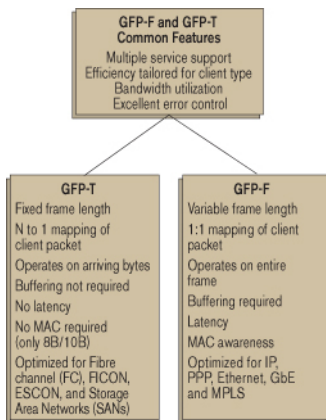 GFP-F and GFP-T
Common Features
Multiple service support
Efficiency tailored for client type
Bandwidth utilization
Excellent error control
GFP-T
Fixed frame length
N to 1 mapping of
client packet
Operates on arriving bytes
Buffering not required
No latency
No MAC required
(only 8B/10B)
Optimized for Fibre
channel (FC), FICON,
ESCON, and Storage
Area Networks (SANs)
GFP-F
Variable frame length
1:1 mapping of client
packet
Operates on entire
frame
Buffering required
Latency
MAC awareness
Optimized for IP,
PPP, Ethernet, GbE
and MPLS